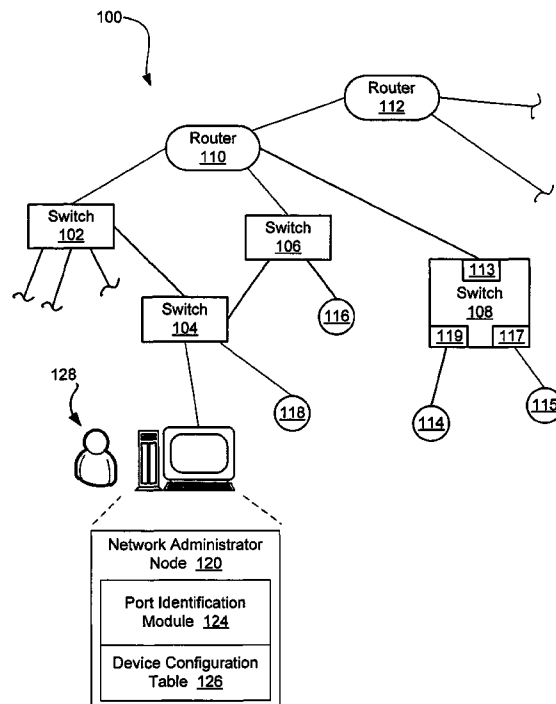 100
Router
112
Router
110
Switch
102
Switch
106
113
Switch
108
119 117
Switch
104
116
118
114
115
128
Network Administrator
Node 120
Port Identification
Module 124
Device Configuration
Table 126